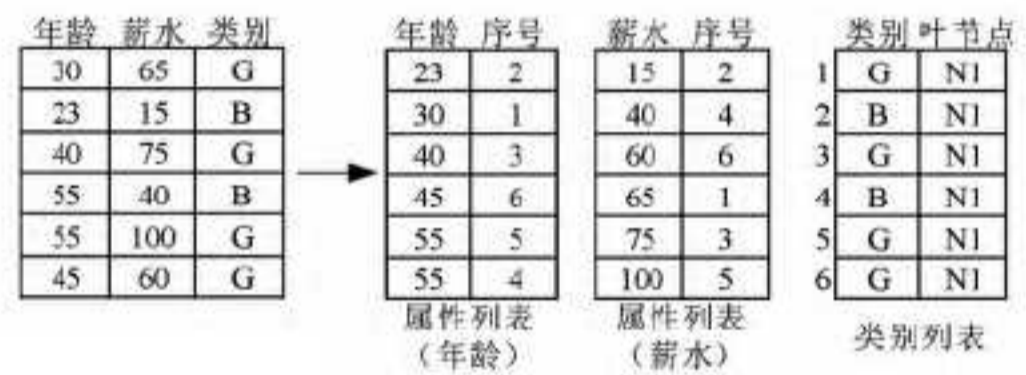 年龄 薪水 类别 年龄 序号 薪水 序号 类别 叶节点
30 65 G 23 2 15 2 1 G N1
23 15 B 30 1 40 4 2 B N1
40 75 G 40 3 60 6 3 G N1
55 40 B 45 6 65 1 4 B N1
55 100 G 55 5 75 3 5 G N1
45 60 G 55 4 100 5 6 G N1
属性列表 属性列表 类别列表
（年龄） （薪水）